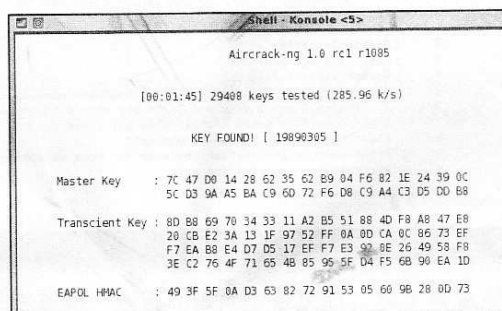 Shell - Konsole <5>
Aircrack-ng 1.0 rc1 r1085
[00:01:45] 29408 keys tested (285.96 k/s)
KEY FOUND! [ 19890305 ]
Master Key : 7C 47 D0 14 28 62 35 62 B9 04 F6 82 1E 24 39 0C
5C D3 9A A5 BA C9 6D 72 F6 D8 C9 A4 C3 D5 DD B8
Transcient Key : 8D B8 69 70 34 33 11 A2 B5 51 88 4D F8 A8 47 E8
20 CB E2 3A 13 1F 97 52 FF 0A 0D CA 0C 86 73 EF
F7 EA B8 E4 D7 D5 17 EF F7 E3 92 8E 26 49 58 F8
3E C2 76 4F 71 65 4B 85 95 5F D4 F5 6B 90 EA 1D
EAPOL HMAC : 49 3F 5F 0A D3 63 82 72 91 53 05 60 9B 28 0D 73